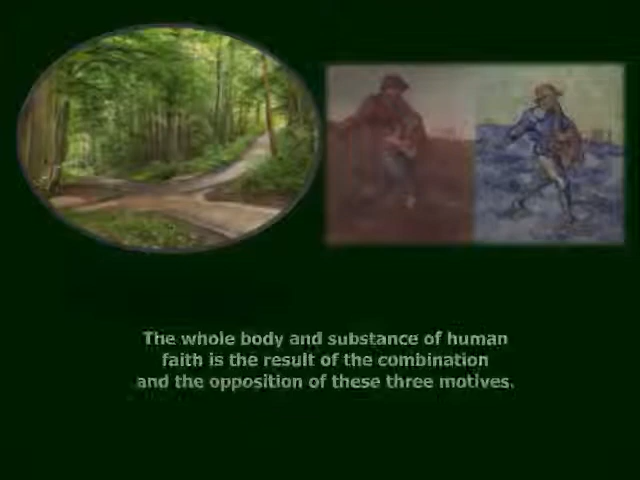 The whole body and substance of human
faith is the result of the combination
and the opposition of these three motives.